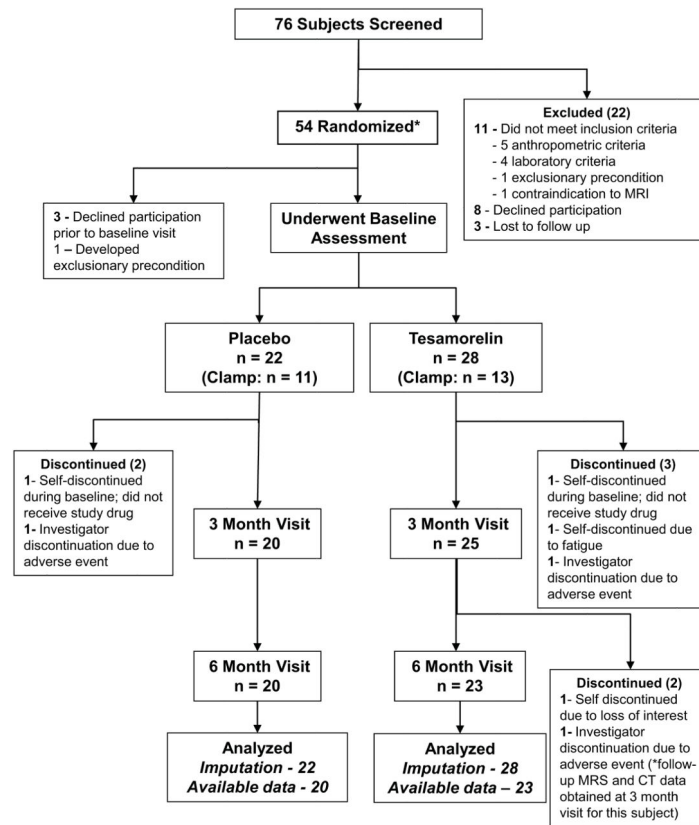 76 Subjects Screened
54 Randomized*
Excluded (22)
11 - Did not meet inclusion criteria
- 5 anthropometric criteria
- 4 laboratory criteria
- 1 exclusionary precondition
- 1 contraindication to MRI
8 - Declined participation
3 - Lost to follow up
3 - Declined participation
prior to baseline visit
1 – Developed
exclusionary precondition
Underwent Baseline
Assessment
Placebo
n = 22
(Clamp: n = 11)
Tesamorelin
n = 28
(Clamp: n = 13)
Discontinued (2)
1- Self-discontinued
during baseline; did not
receive study drug
1- Investigator
discontinuation due to
adverse event
3 Month Visit
n = 20
3 Month Visit
n = 25
Discontinued (3)
1- Self-discontinued
during baseline; did not
receive study drug
1- Self-discontinued due
to fatigue
1- Investigator
discontinuation due to
adverse event
6 Month Visit
n = 20
6 Month Visit
n = 23
Discontinued (2)
1- Self discontinued
due to loss of interest
1- Investigator
discontinuation due to
adverse event (*follow-
up MRS and CT data
obtained at 3 month
visit for this subject)
Analyzed
Imputation - 22
Available data - 20
Analyzed
Imputation - 28
Available data – 23